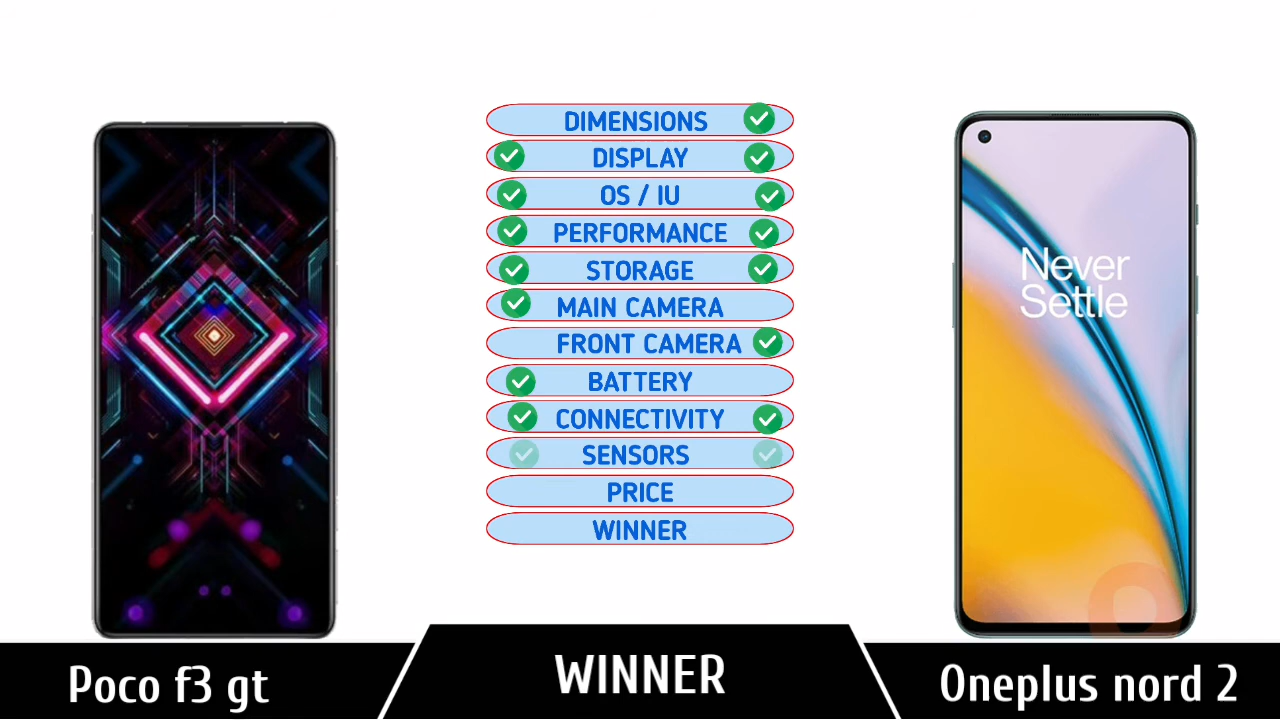 DIMENSIONS
DISPLAY
OS / IU
PERFORMANCE
STORAGE
MAIN CAMERA
FRONT CAMERA
BATTERY
CONNECTIVITY
SENSORS
PRICE
WINNER
Never
Settle
Poco f3 gt
WINNER
Oneplus nord 2